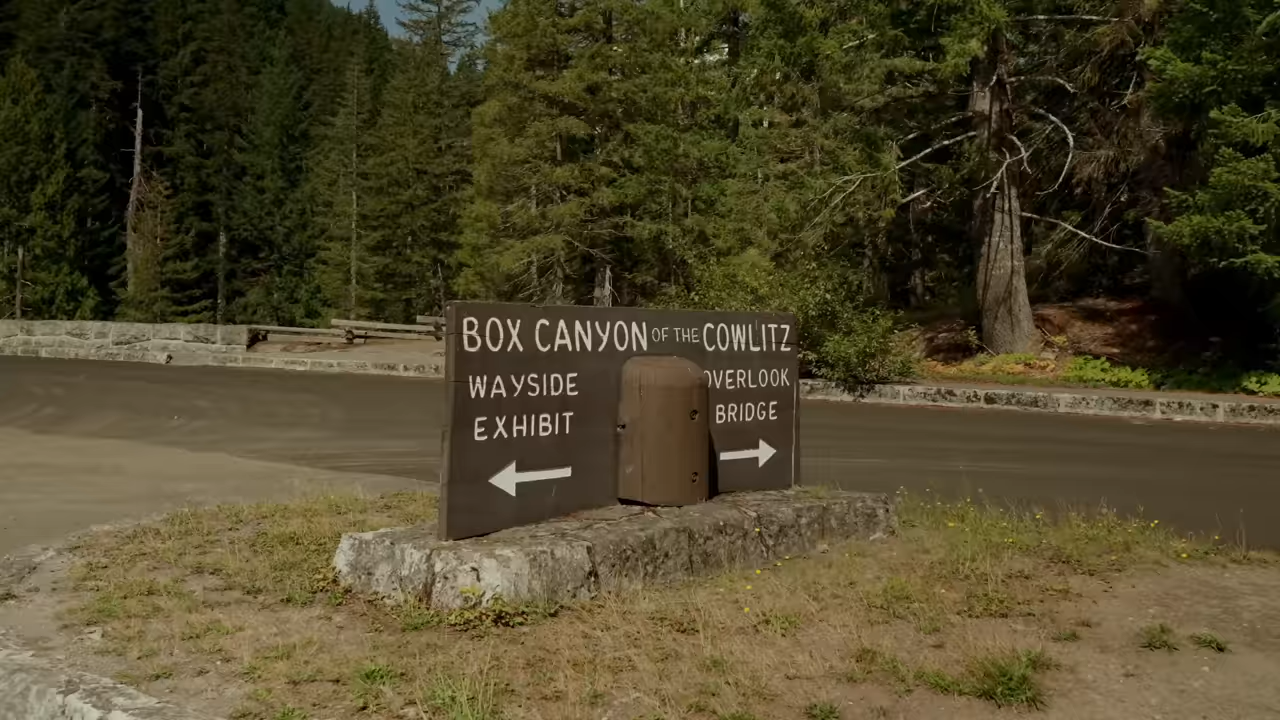 BOX CANYON OF THE COWLITZ
WAYSIDE
EXHIBIT
OVERLOOK
BRIDGE